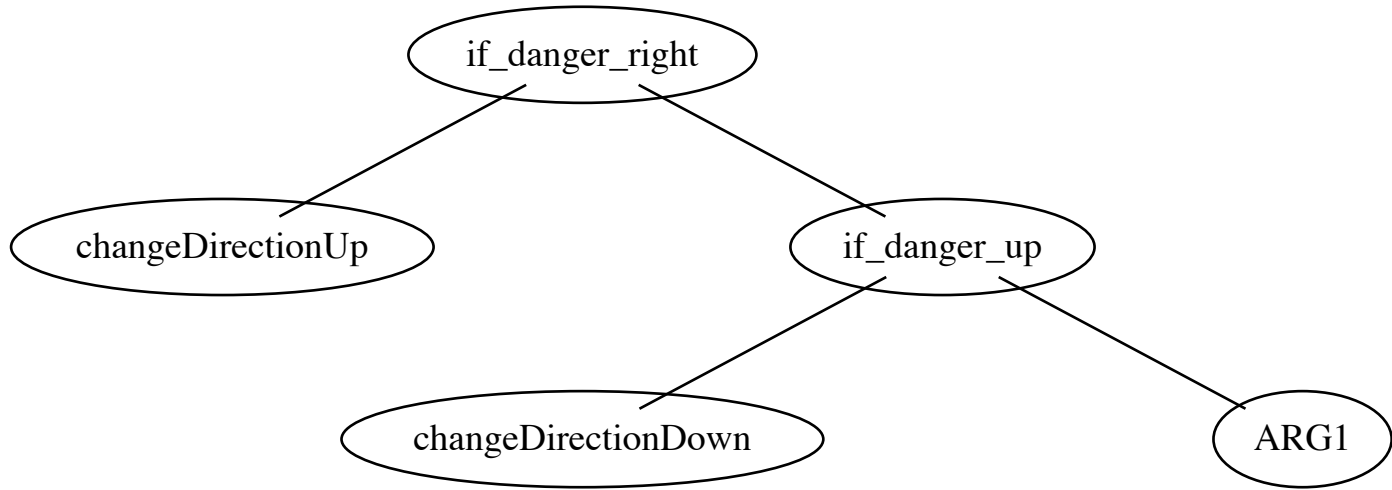 if_danger_right
changeDirectionUp
if_danger_up
changeDirectionDown
ARG1